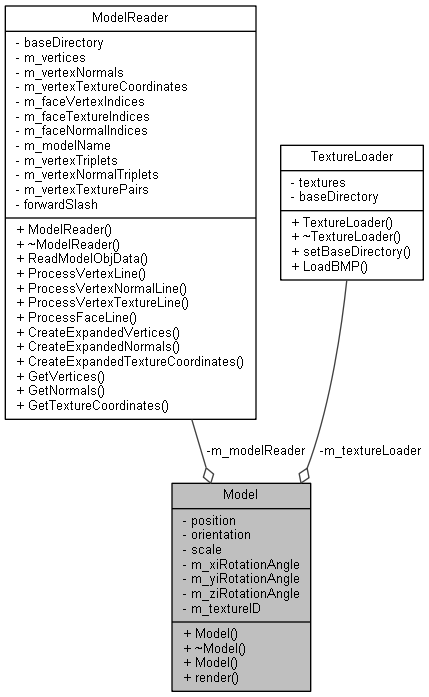 ModelReader
- baseDirectory
- m_vertices
- m_vertexNormals
- m_vertexTextureCoordinates
- m_faceVertexIndices
- m_faceTextureIndices
- m_faceNormalIndices
- m_modelName
- m_vertexTriplets
- m_vertexNormalTriplets
- m_vertexTexturePairs
- forwardSlash
+ ModelReader()
+ ~ModelReader()
+ ReadModelObjData()
+ ProcessVertexLine()
+ ProcessVertexNormalLine()
+ ProcessVertexTextureLine()
+ ProcessFaceLine()
+ CreateExpandedVertices()
+ CreateExpandedNormals()
+ CreateExpandedTextureCoordinates()
+ GetVertices()
+ GetNormals()
+ GetTextureCoordinates()
TextureLoader
- textures
- baseDirectory
+ TextureLoader()
+ ~TextureLoader()
+ setBaseDirectory()
+ LoadBMP()
-m_modelReader
-m_textureLoader
Model
- position
- orientation
- scale
- m_xiRotationAngle
- m_yiRotationAngle
- m_ziRotationAngle
- m_textureID
+ Model()
+ ~Model()
+ Model()
+ render()